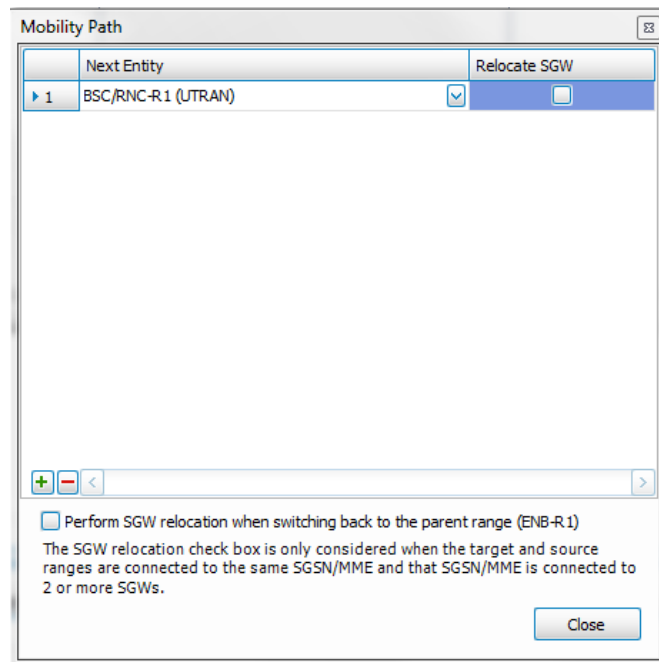 Mobility Path
Next Entity Relocate SGW
1 BSC/RNC-R1 (UTRAN)
Perform SGW relocation when switching back to the parent range (ENB-R1)
The SGW relocation check box is only considered when the target and source
ranges are connected to the same SGSN/MME and that SGSN/MME is connected to
2 or more SGWs.
Close